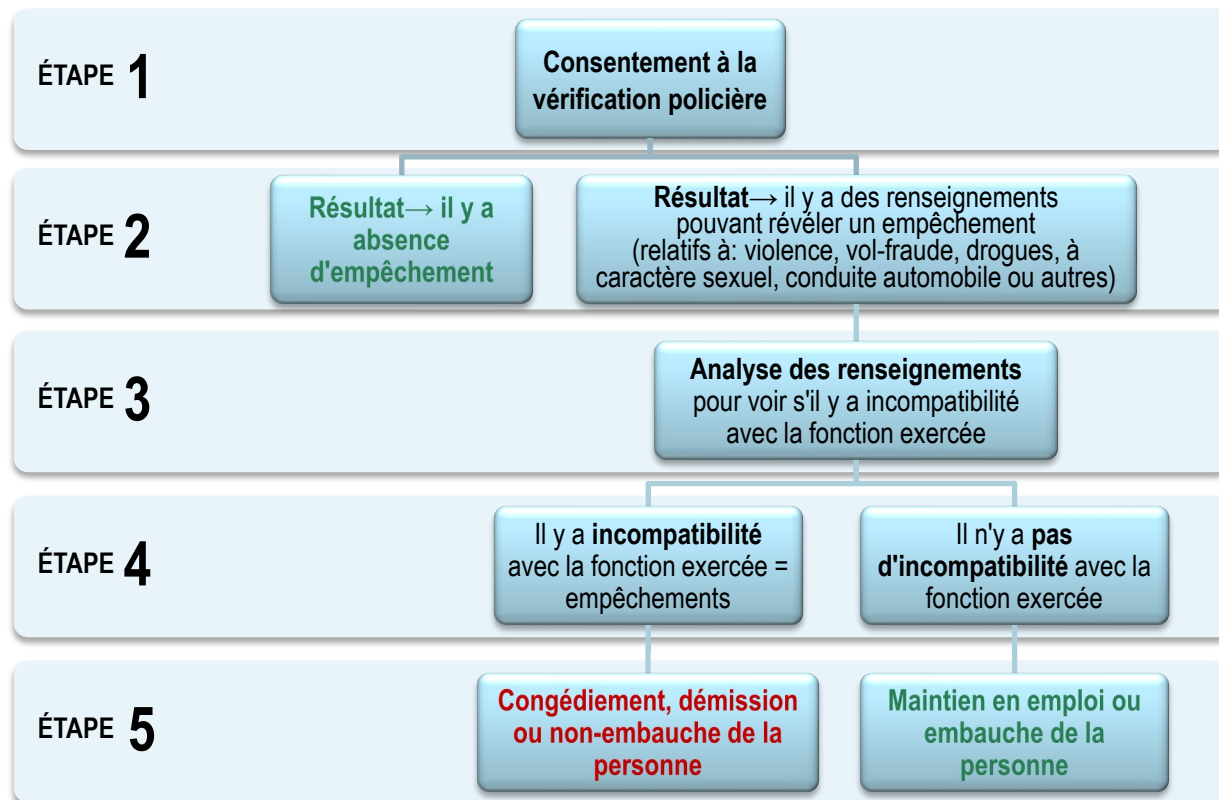 ÉTAPE 1
Consentement à la
vérification policière
ÉTAPE 2
Résultat→ il y a
absence
d'empêchement
Résultat→ il y a des renseignements
pouvant révéler un empêchement
(relatifs à: violence, vol-fraude, drogues, à
caractère sexuel, conduite automobile ou autres)
ÉTAPE 3
Analyse des renseignements
pour voir s'il y a incompatibilité
avec la fonction exercée
ÉTAPE 4
Il y a incompatibilité
avec la fonction exercée =
empêchements
Il n'y a pas
d'incompatibilité avec la
fonction exercée
ÉTAPE 5
Congédiement, démission
ou non-embauche de la
personne
Maintien en emploi ou
embauche de la
personne